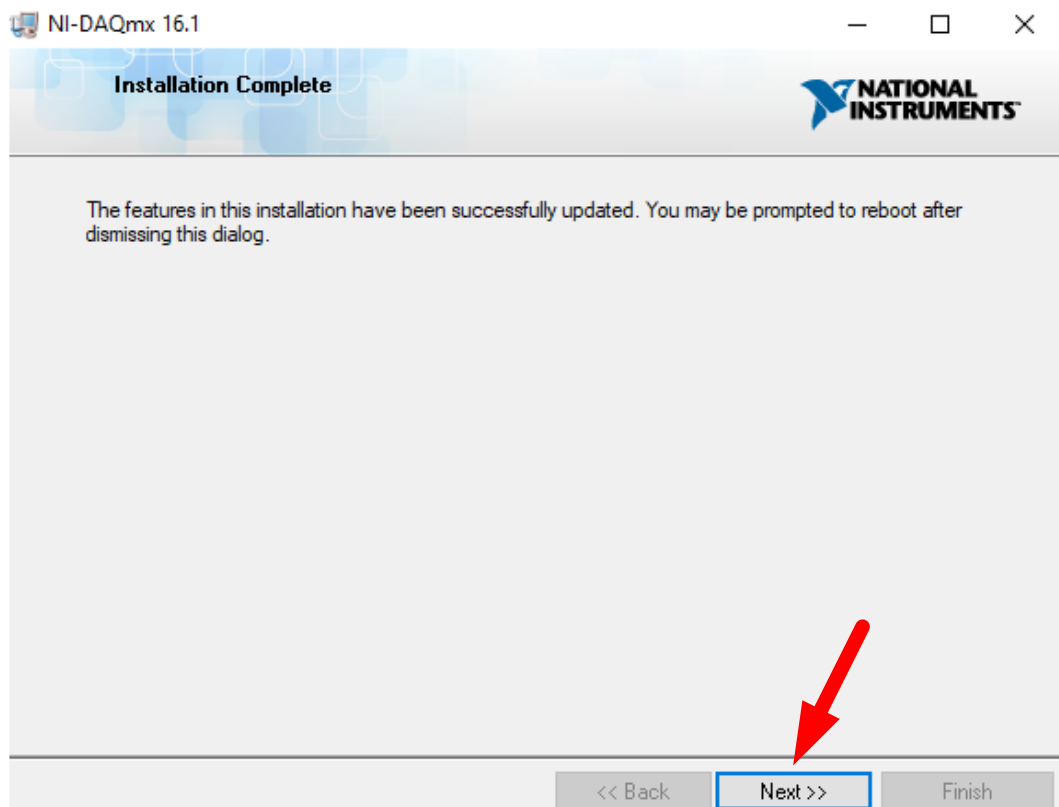 NI-DAQmx 16.1
Installation Complete
NATIONAL
INSTRUMENTS™
The features in this installation have been successfully updated. You may be prompted to reboot after
dismissing this dialog.
<< Back
Next >>
Finish